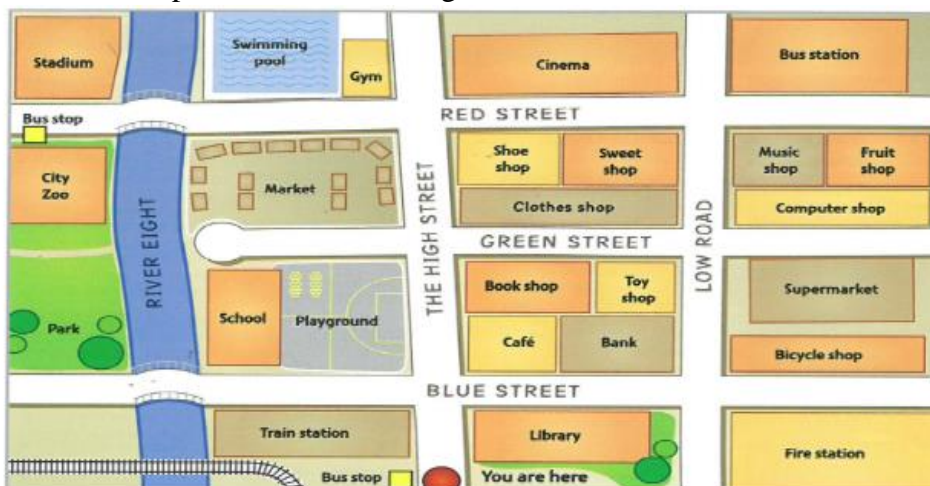 Stadium
Swimming
pool
Gym
Cinema
Bus station
RED STREET
Bus stop
City
Zoo
Market
Shoe
shop
Sweet
shop
Music
shop
Fruit
shop
Clothes shop
Computer shop
GREEN STREET
RIVER EIGHT
THE HIGH STREET
LOW ROAD
Park
School
Playground
Book shop
Toy
shop
Café
Bank
Supermarket
Bicycle shop
BLUE STREET
Train station
Library
Fire station
Bus stop
You are here